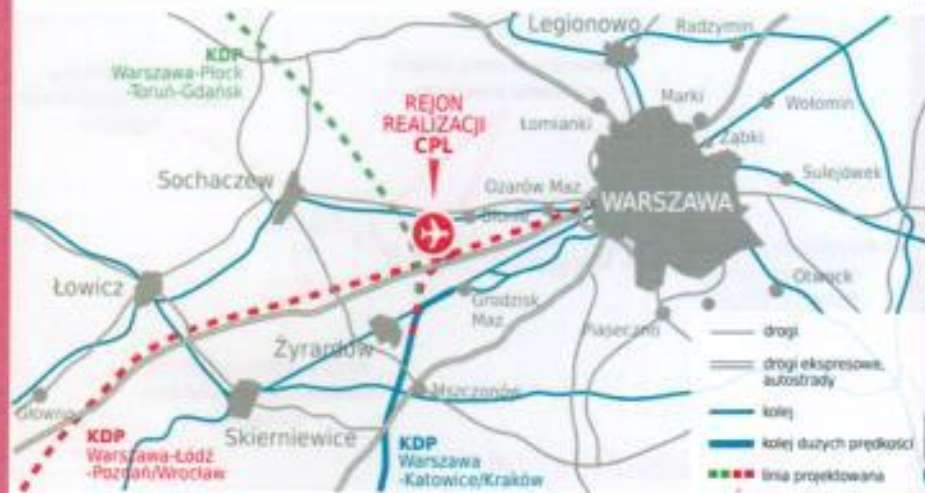 KDP
Warszawa-Płock
-Toruń-Gdańsk
REJON
REALIZACJI
CPL
Legionowo
Radzymin
Marki
Wołomin
Łomianki
Ząbki
Sulejówek
Sochaczew
Ożarów Maz
Błonie
WARSZAWA
Łowicz
Grodzisk
Maz.
Otwock
Piaseczno
Żyrardów
Mszczonów
Głowno
Skierniewice
KDP
Warszawa-Łódź
-Poznań/Wrocław
KDP
Warszawa
-Katowice/Kraków
drogi
drogi ekspresowe,
autostrady
kolej
kolej dużych prędkości
linia projektowana